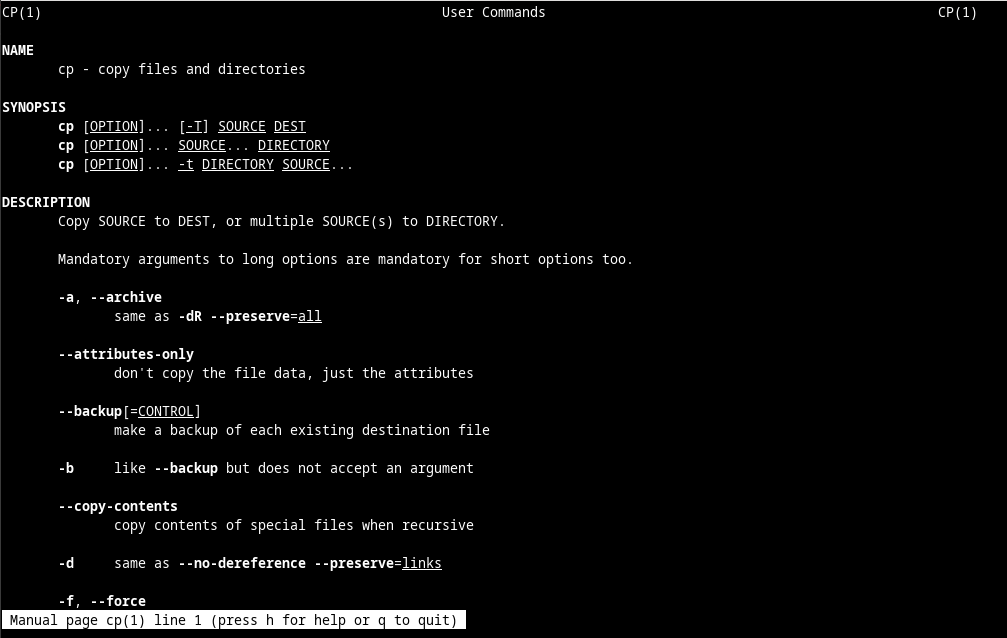 CP(1) User Commands CP(1)
NAME
cp - copy files and directories
SYNOPSIS
cp [OPTION]... [-T] SOURCE DEST
cp [OPTION]... SOURCE... DIRECTORY
cp [OPTION]... -t DIRECTORY SOURCE...
DESCRIPTION
Copy SOURCE to DEST, or multiple SOURCE(s) to DIRECTORY.
Mandatory arguments to long options are mandatory for short options too.
-a, --archive
same as -dR --preserve=all
--attributes-only
don't copy the file data, just the attributes
--backup[=CONTROL]
make a backup of each existing destination file
-b like --backup but does not accept an argument
--copy-contents
copy contents of special files when recursive
-d same as --no-dereference --preserve=links
-f, --force
Manual page cp(1) line 1 (press h for help or q to quit)